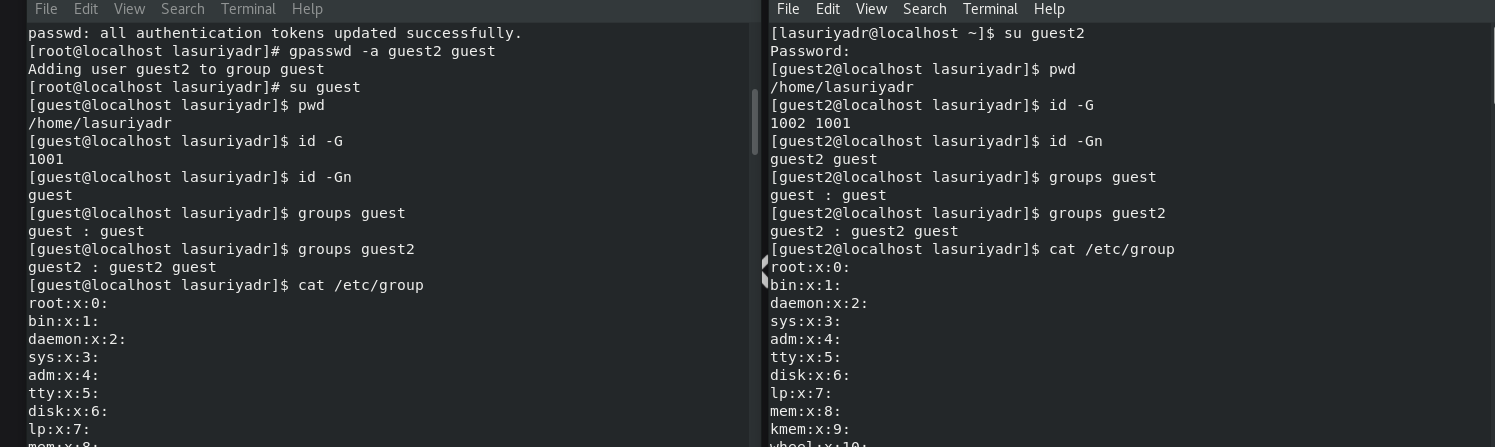 File Edit View Search Terminal Help
passwd: all authentication tokens updated successfully.
[root@localhost lasuriyadr]# gpasswd -a guest2 guest
Adding user guest2 to group guest
[root@localhost lasuriyadr]# su guest
[guest@localhost lasuriyadr]$ pwd
/home/lasuriyadr
[guest@localhost lasuriyadr]$ id -G
1001
[guest@localhost lasuriyadr]$ id -Gn
guest
[guest@localhost lasuriyadr]$ groups guest
guest : guest
[guest@localhost lasuriyadr]$ groups guest2
guest2 : guest2 guest
[guest@localhost lasuriyadr]$ cat /etc/group
root:x:0:
bin:x:1:
daemon:x:2:
sys:x:3:
adm:x:4:
tty:x:5:
disk:x:6:
lp:x:7:
mem:x:8:
File Edit View Search Terminal Help
[lasuriyadr@localhost ~]$ su guest2
Password:
[guest2@localhost lasuriyadr]$ pwd
/home/lasuriyadr
[guest2@localhost lasuriyadr]$ id -G
1002 1001
[guest2@localhost lasuriyadr]$ id -Gn
guest2 guest
[guest2@localhost lasuriyadr]$ groups guest
guest : guest
[guest2@localhost lasuriyadr]$ groups guest2
guest2 : guest2 guest
[guest2@localhost lasuriyadr]$ cat /etc/group
root:x:0:
bin:x:1:
daemon:x:2:
sys:x:3:
adm:x:4:
tty:x:5:
disk:x:6:
lp:x:7:
mem:x:8:
kmem:x:9:
wheel:x:10: